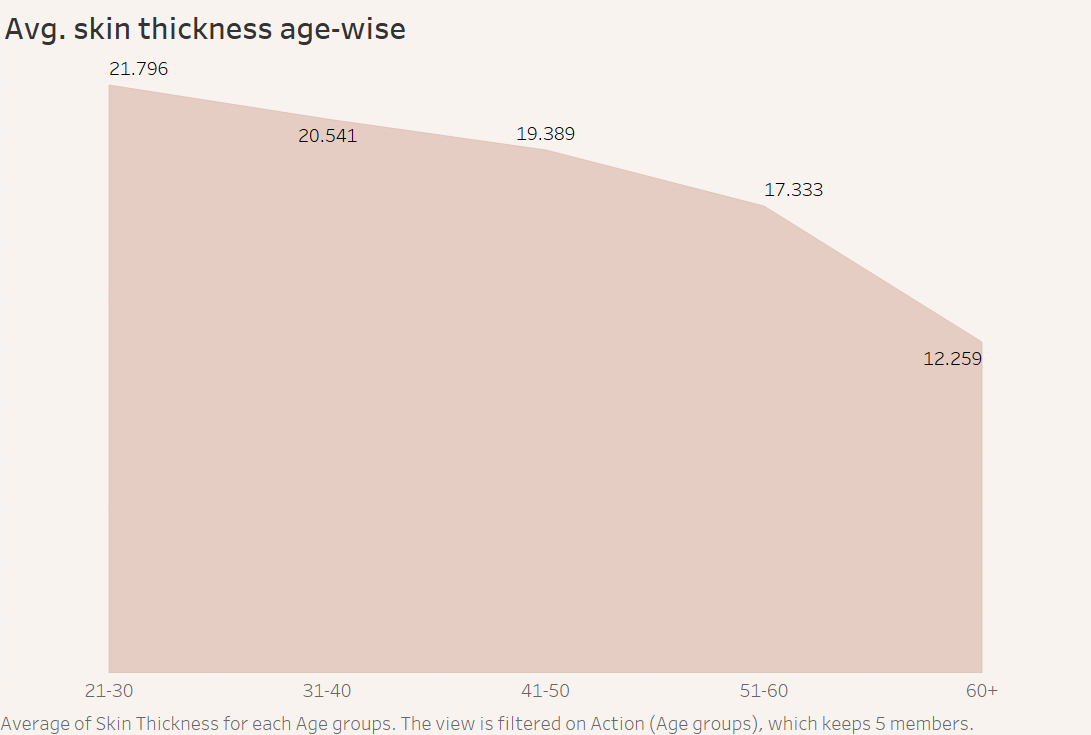 Avg. skin thickness age-wise
21.796
20.541
19.389
17.333
12.259
21-30 31-40 41-50 51-60 60+
Average of Skin Thickness for each Age groups. The view is filtered on Action (Age groups), which keeps 5 members.